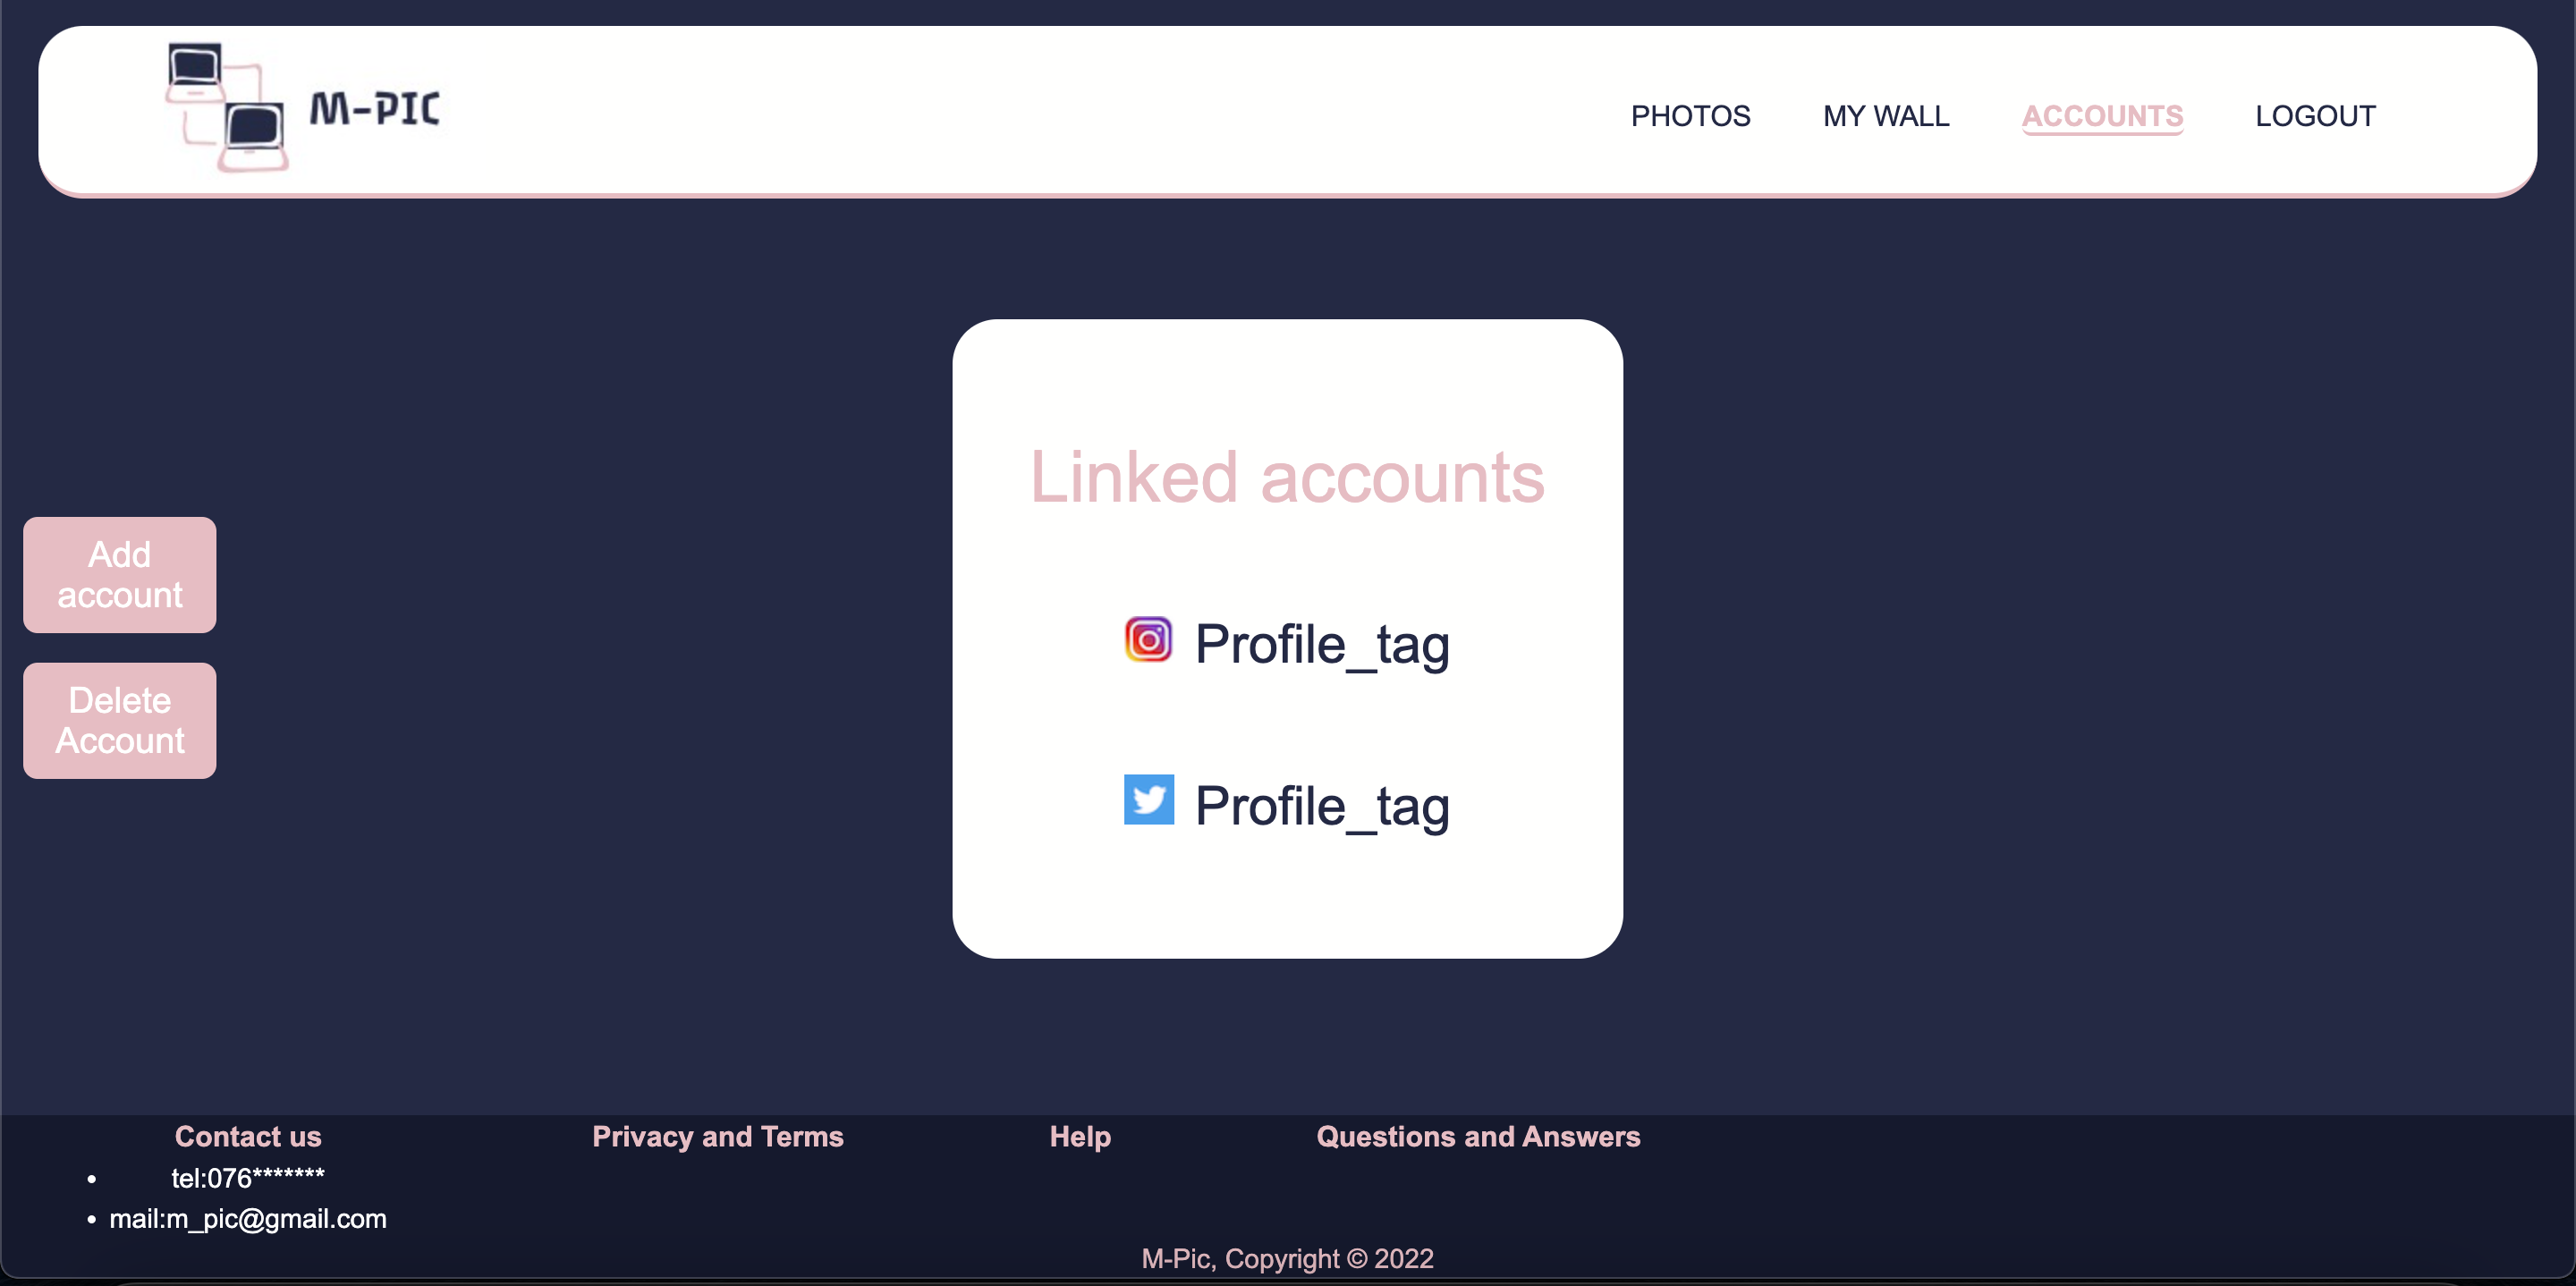 M-PIC
PHOTOS
MY WALL
ACCOUNTS
LOGOUT
Linked accounts
Add
account
Profile_tag
Delete
Account
Profile_tag
Contact us
Privacy and Terms
Help
Questions and Answers
• tel:076*******
• mail:m_pic@gmail.com
M-Pic, Copyright © 2022